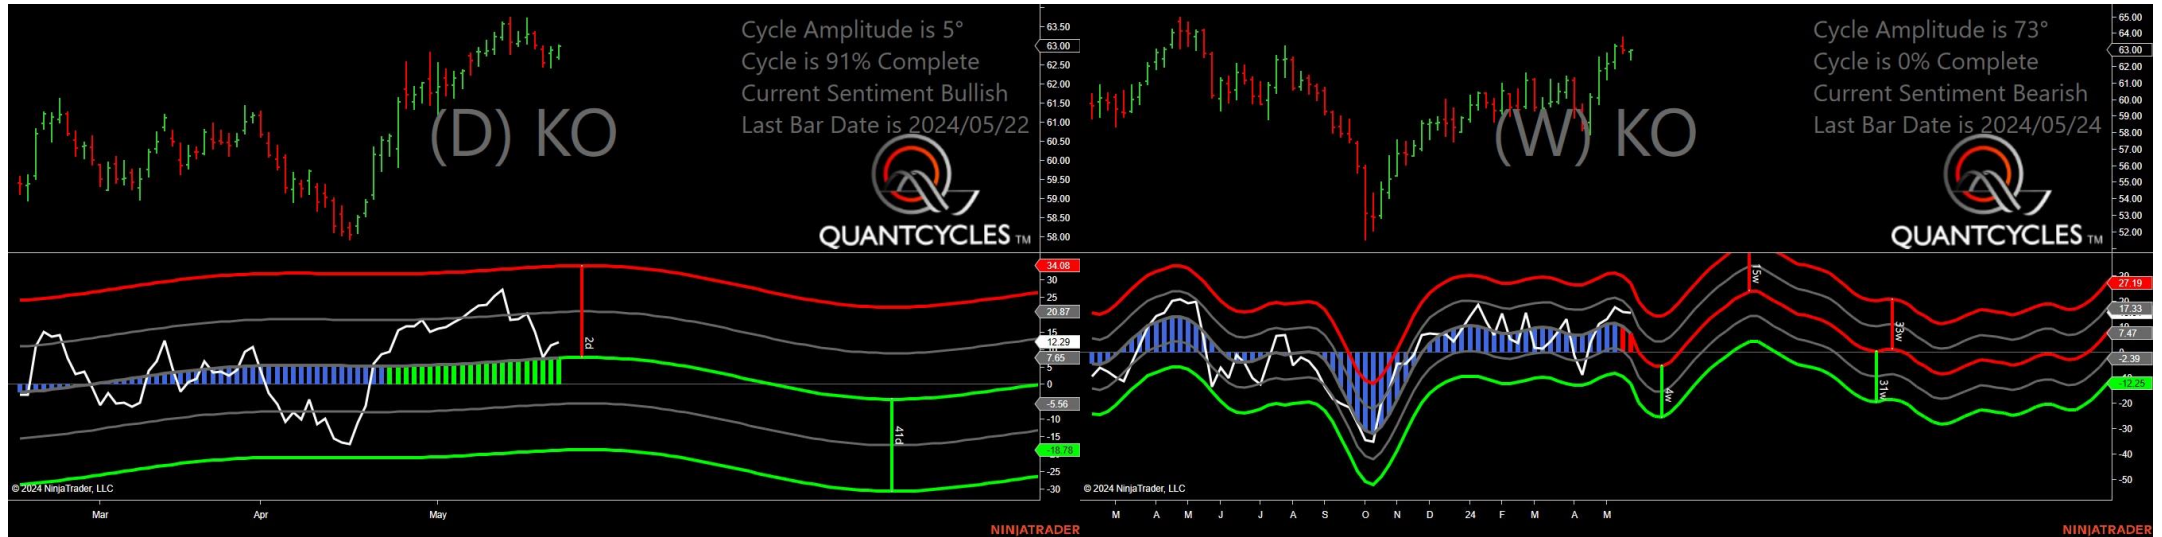 Cycle Amplitude is 5°
Cycle is 91% Complete
Current Sentiment Bullish
Last Bar Date is 2024/05/22
(D) KO
QUANTCYCLES TM
63.50
63.00
62.50
62.00
61.50
61.00
60.50
60.00
59.50
59.00
58.50
58.00
34.08
30
25
20.87
15
12.29
7.65
5
0
-5.56
-10
-15
-18.78
-25
-30
2d
41d
© 2024 NinjaTrader, LLC
Mar
Apr
May
NINJATRADER
Cycle Amplitude is 73°
Cycle is 0% Complete
Current Sentiment Bearish
Last Bar Date is 2024/05/24
(W) KO
QUANTCYCLES TM
65.00
64.00
63.00
62.00
61.00
60.00
59.00
58.00
57.00
56.00
55.00
54.00
53.00
52.00
27.19
17.33
7.47
-2.39
-12.25
-20
-30
-40
-50
15w
33w
4w
31w
© 2024 NinjaTrader, LLC
M A M J J A S O N D 24 F M A M
NINJATRADER